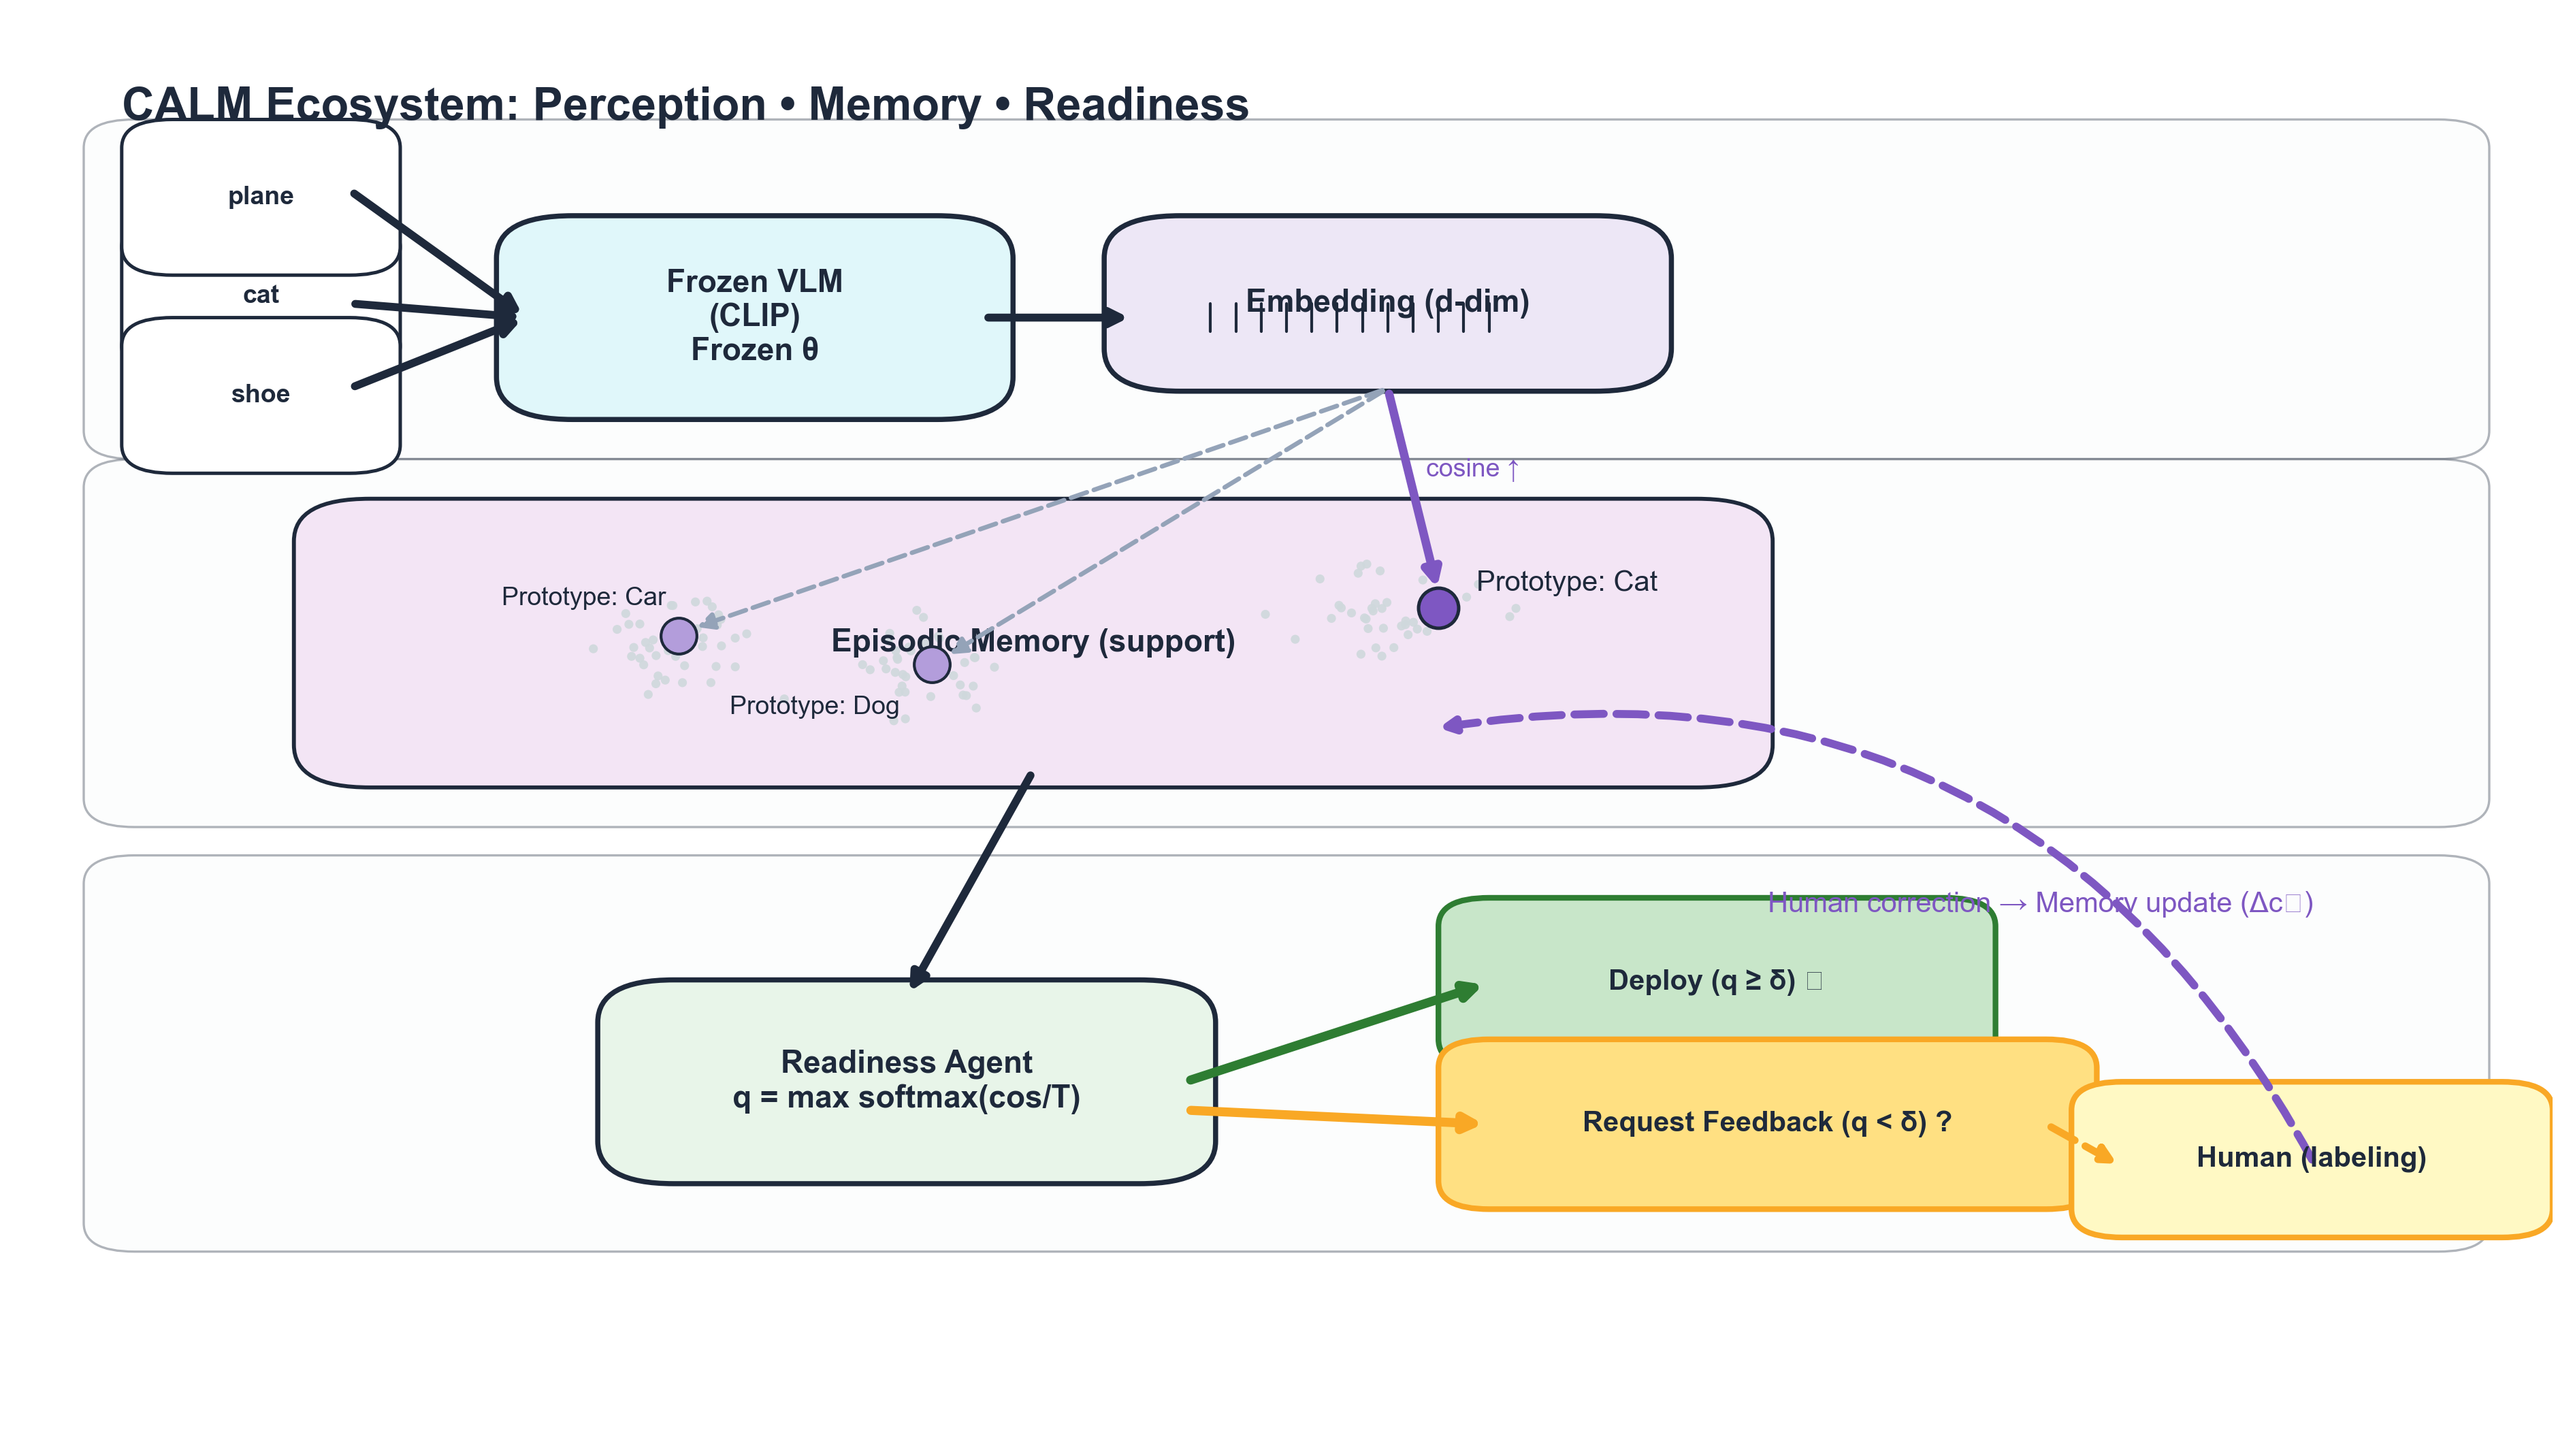 CALM Ecosystem: Perception • Memory • Readiness
plane
cat
shoe
Frozen VLM
(CLIP)
Frozen θ
Embedding (d-dim)
cosine ↑
Prototype: Car
Prototype: Cat
Episodic Memory (support)
Prototype: Dog
Human correction → Memory update (Δc□)
Deploy (q ≥ δ) □
Readiness Agent
q = max softmax(cos/T)
Request Feedback (q < δ) ?
Human (labeling)